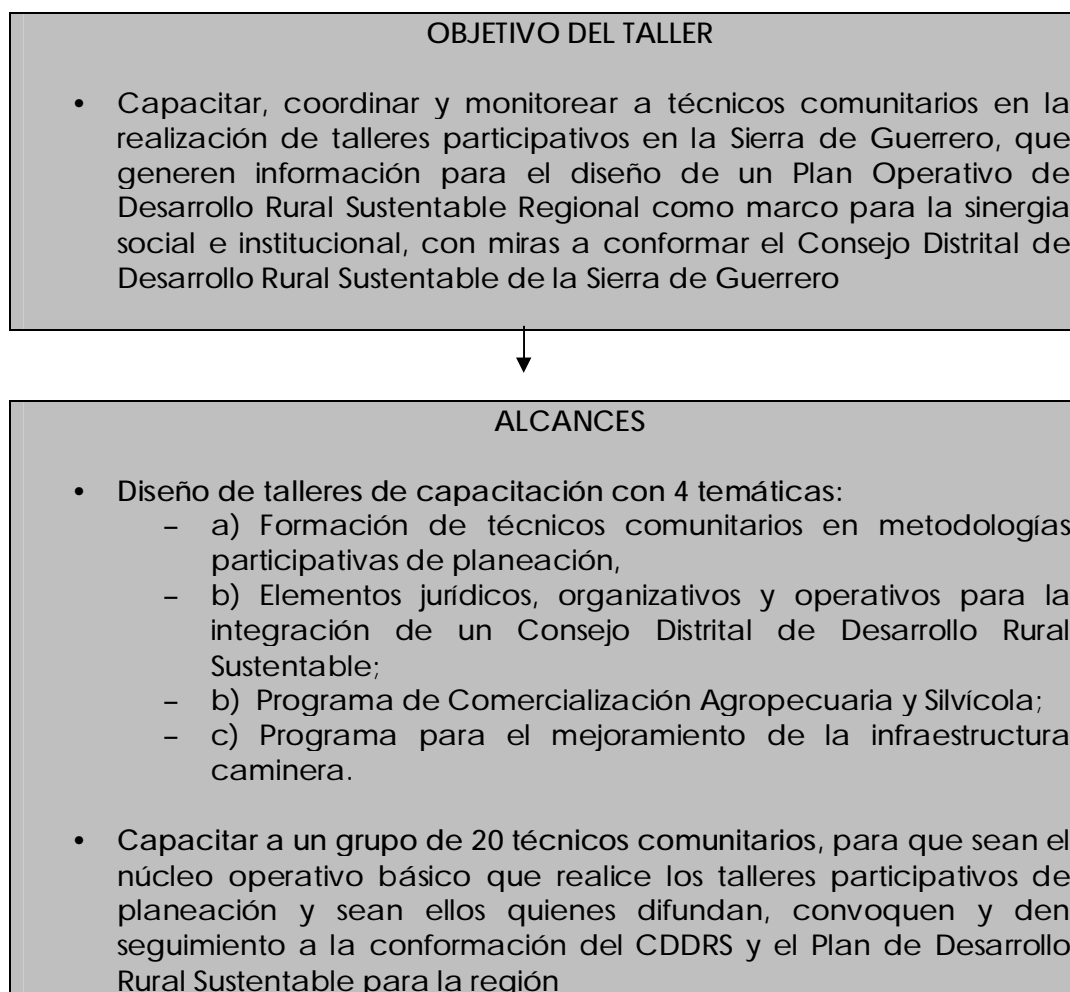 OBJETIVO DEL TALLER
• Capacitar, coordinar y monitorear a técnicos comunitarios en la
realización de talleres participativos en la Sierra de Guerrero, que
generen información para el diseño de un Plan Operativo de
Desarrollo Rural Sustentable Regional como marco para la sinergia
social e institucional, con miras a conformar el Consejo Distrital de
Desarrollo Rural Sustentable de la Sierra de Guerrero
ALCANCES
• Diseño de talleres de capacitación con 4 temáticas:
– a) Formación de técnicos comunitarios en metodologías
participativas de planeación,
– b) Elementos jurídicos, organizativos y operativos para la
integración de un Consejo Distrital de Desarrollo Rural
Sustentable;
– b) Programa de Comercialización Agropecuaria y Silvícola;
– c) Programa para el mejoramiento de la infraestructura
caminera.
• Capacitar a un grupo de 20 técnicos comunitarios, para que sean el
núcleo operativo básico que realice los talleres participativos de
planeación y sean ellos quienes difundan, convoquen y den
seguimiento a la conformación del CDDRS y el Plan de Desarrollo
Rural Sustentable para la región